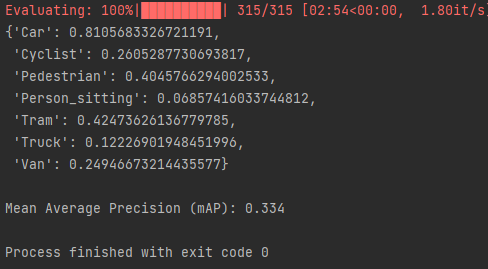 Evaluating: 100%|██████████| 315/315 [02:54<00:00,  1.80it/s]
{'Car': 0.8105683326721191,
 'Cyclist': 0.2605287730693817,
 'Pedestrian': 0.4045766294002533,
 'Person_sitting': 0.06857416033744812,
 'Tram': 0.42473626136779785,
 'Truck': 0.12226901948451996,
 'Van': 0.24946673214435577}
Mean Average Precision (mAP): 0.334
Process finished with exit code 0